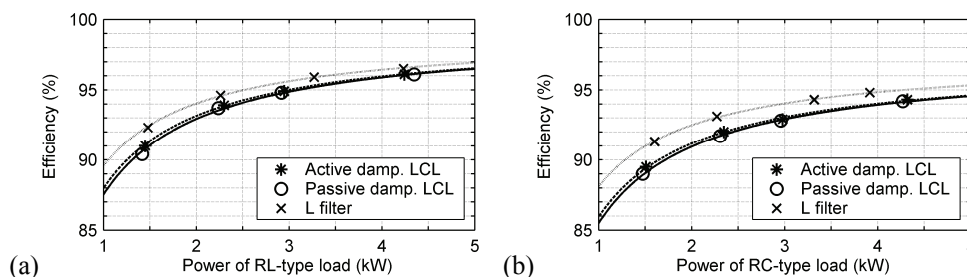 100
95
90
85
Efficiency (%)
Active damp. LCL
Passive damp. LCL
L filter
1 2 3 4 5
Power of RL-type load (kW)
(a)
100
95
90
85
Efficiency (%)
Active damp. LCL
Passive damp. LCL
L filter
1 2 3 4
Power of RC-type load (kW)
(b)